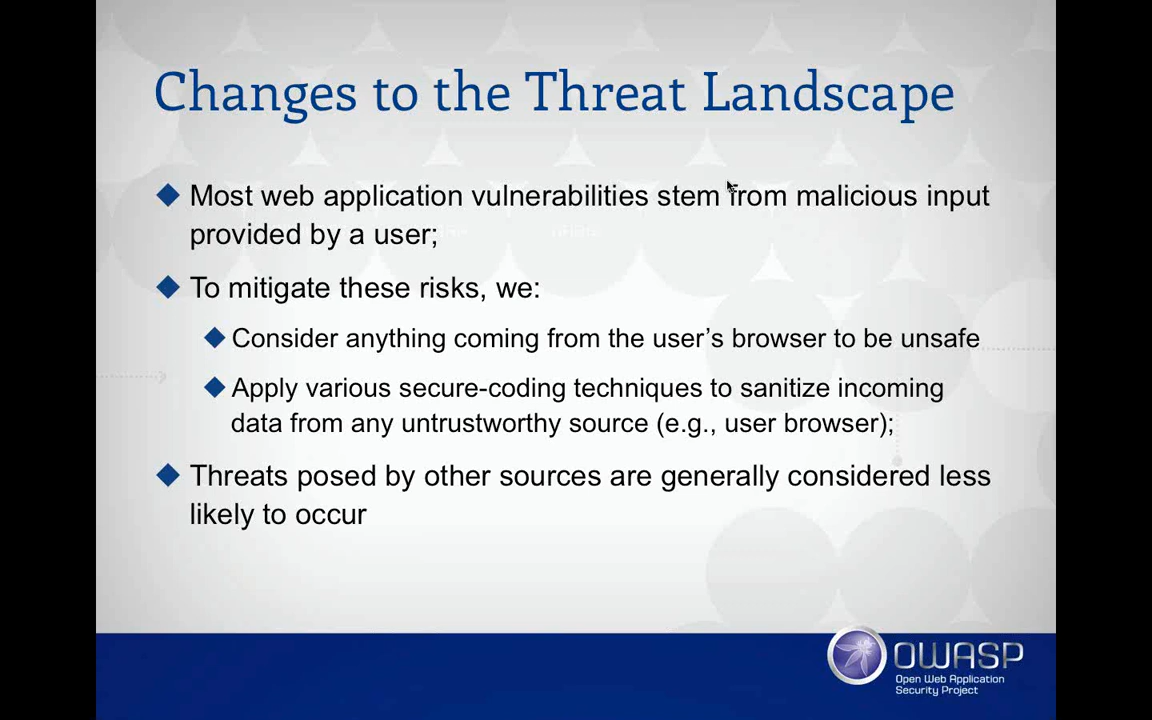 Changes to the Threat Landscape
Most web application vulnerabilities stem from malicious input
provided by a user;
To mitigate these risks, we:
Consider anything coming from the user’s browser to be unsafe
Apply various secure-coding techniques to sanitize incoming
data from any untrustworthy source (e.g., user browser);
Threats posed by other sources are generally considered less
likely to occur
OWASP
Open Web Application
Security Project